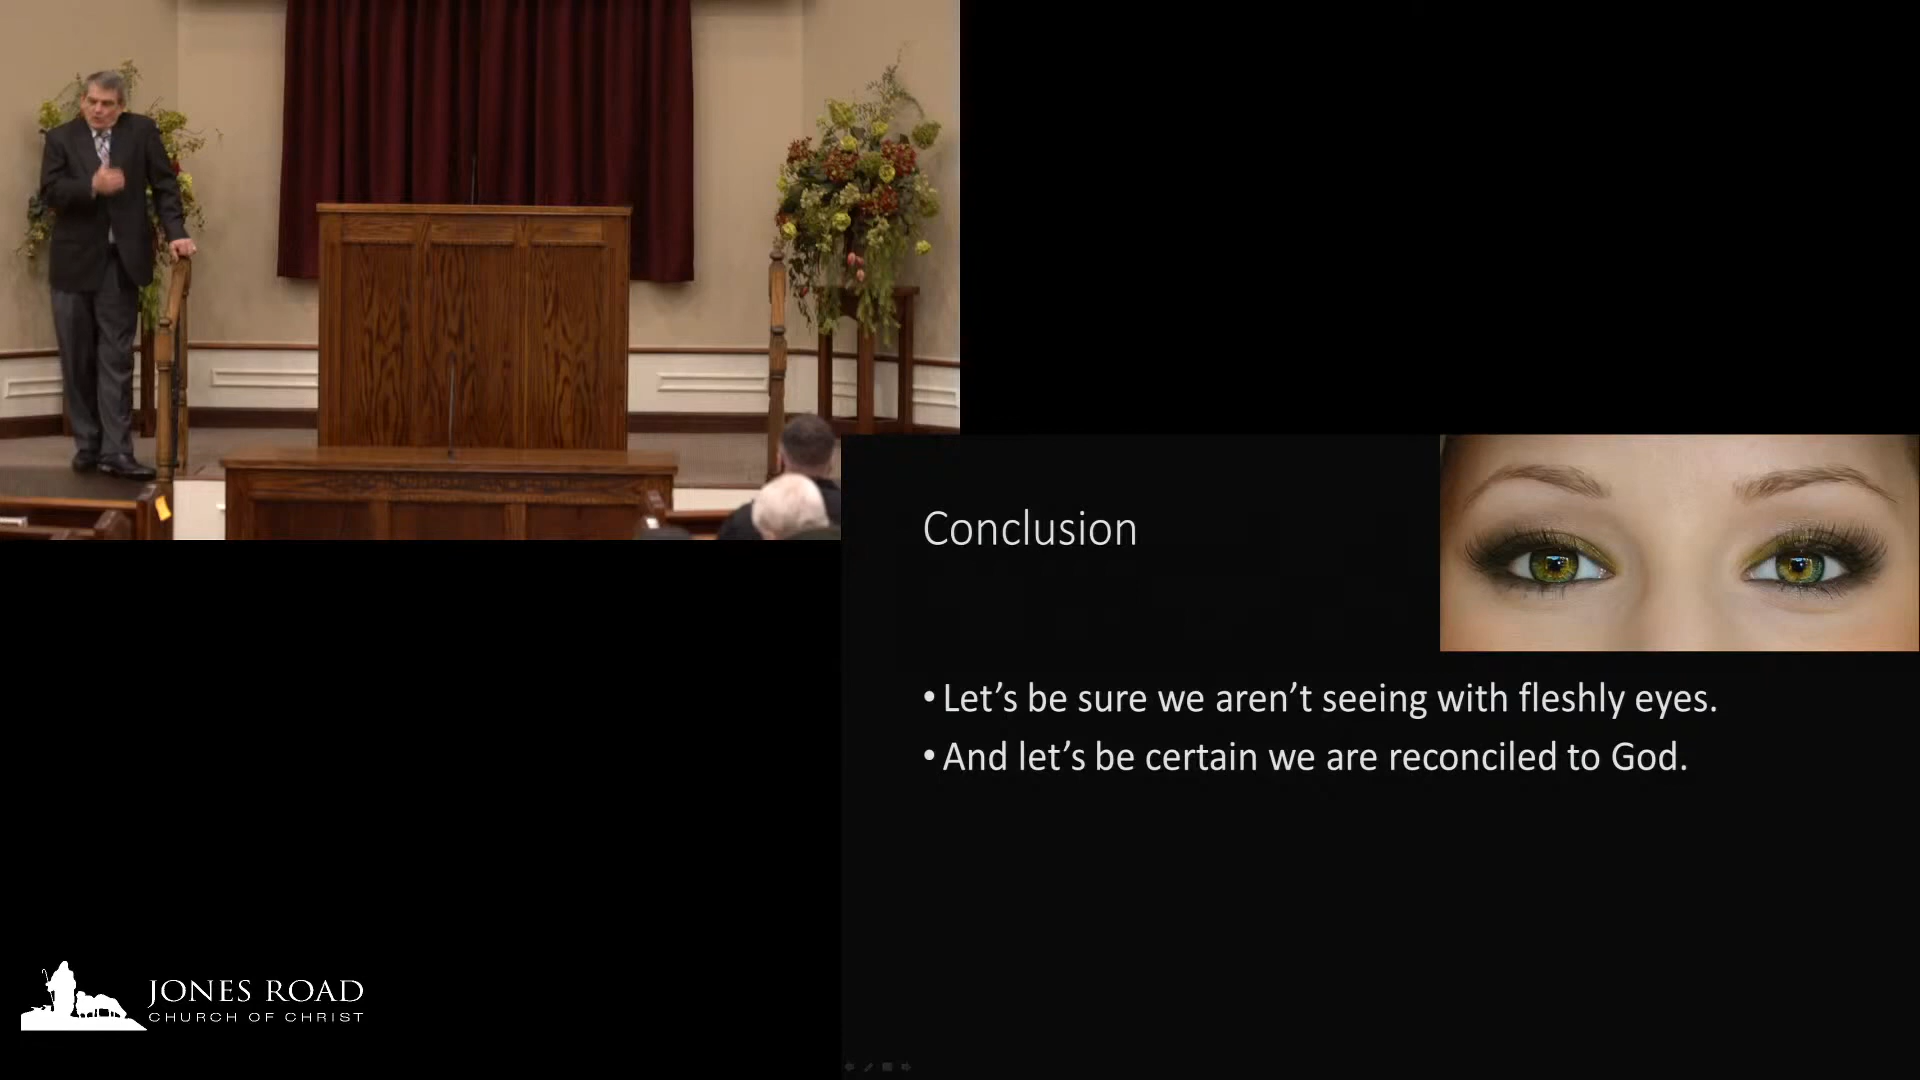 Conclusion
• Let’s be sure we aren’t seeing with fleshly eyes.
• And let’s be certain we are reconciled to God.
JONES ROAD
CHURCH OF CHRIST